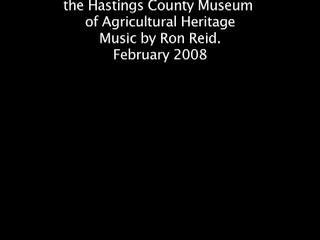 the Hastings County Museum
of Agricultural Heritage
Music by Ron Reid.
February 2008